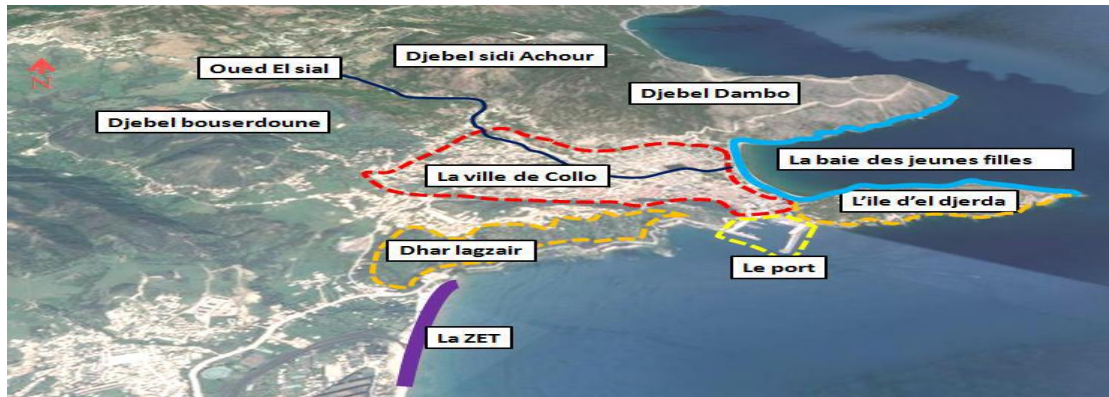 Djebel sidi Achour
Oued El sial
Djebel Dambo
Djebel bouserdoune
La baie des jeunes filles
La ville de Collo
L'ile d'el djerda
Dhar lagzair
Le port
La ZET
N